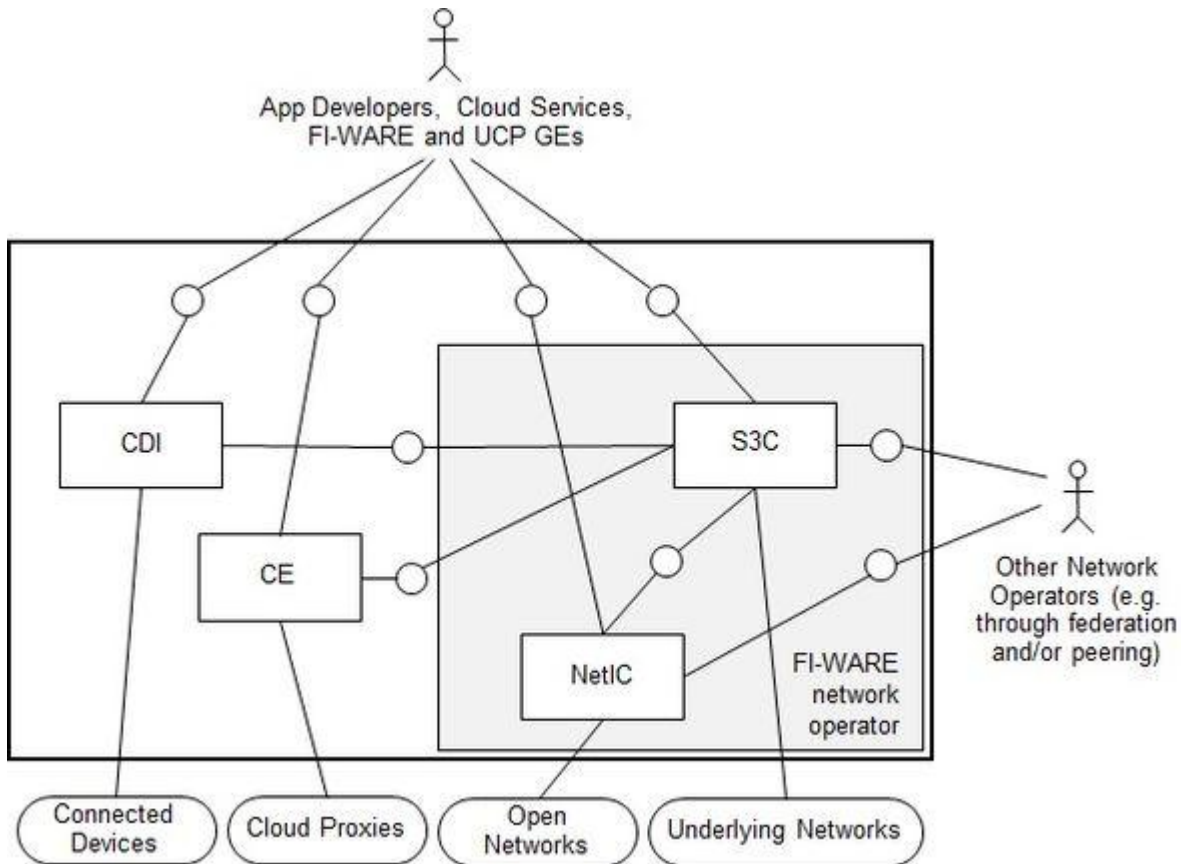 App Developers, Cloud Services,
FI-WARE and UCP GEs
CDI
S3C
CE
NetIC
FI-WARE
network
operator
Other Network
Operators (e.g.
through federation
and/or peering)
Connected
Devices
Cloud Proxies
Open
Networks
Underlying Networks